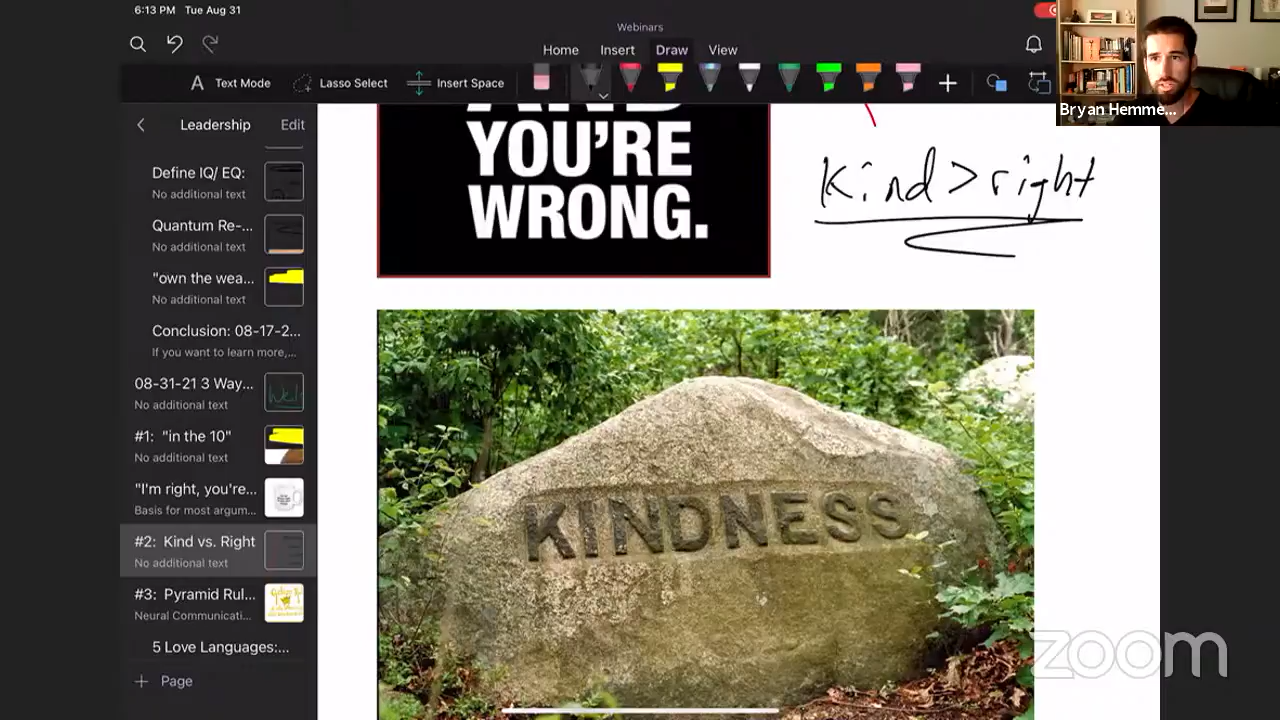 6:13 PM Tue Aug 31
Webinars
Home Insert Draw View
Text Mode Lasso Select Insert Space
Bryan Hemme...
Leadership Edit
Define IQ/ EQ:
No additional text
Quantum Re-...
No additional text
"own the wea...
No additional text
Conclusion: 08-17-2...
If you want to learn more,...
08-31-21 3 Way...
No additional text
#1: "in the 10"
No additional text
"I'm right, you're...
Basis for most argum...
#2: Kind vs. Right
No additional text
#3: Pyramid Rul...
Neural Communicati...
5 Love Languages:...
+ Page
AND
YOU'RE
WRONG.
Kind > right
KINDNESS
zoom